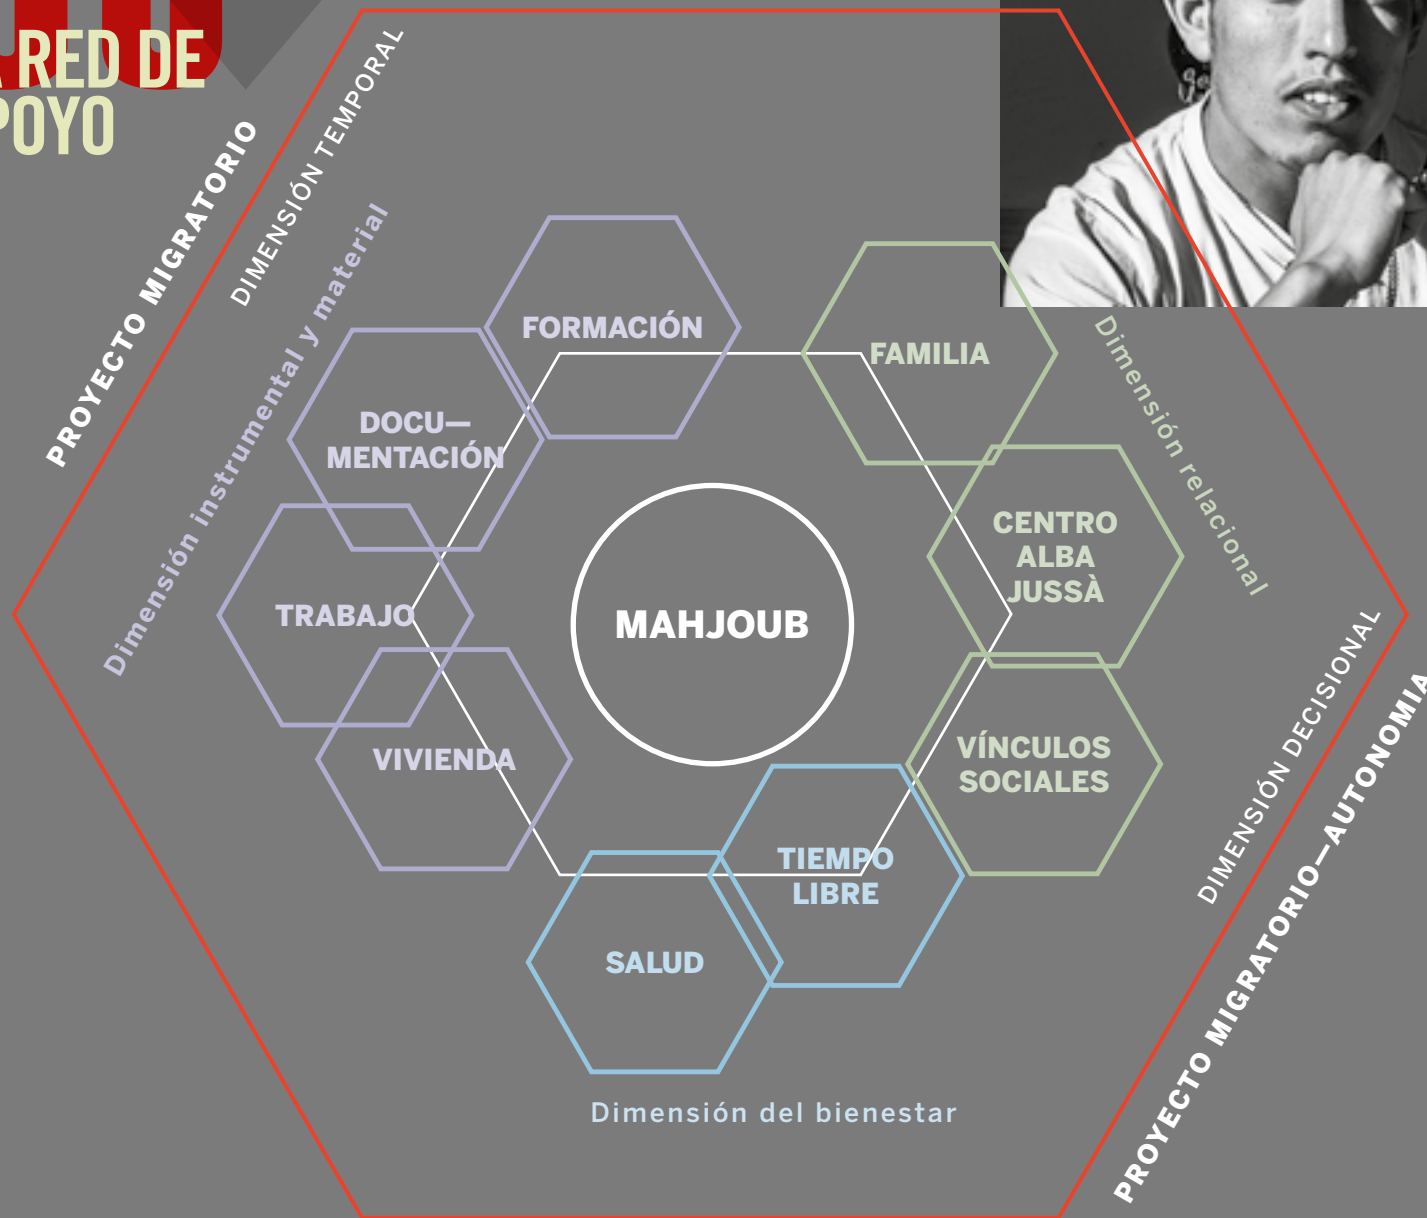 RED DE
POYO
PROYECTO MIGRATORIO
DIMENSIÓN TEMPORAL
Dimensión instrumental y material
FORMACIÓN
FAMILIA
DOCU—
MENTACIÓN
Dimensión relacional
CENTRO
ALBA
JUSSÀ
TRABAJO
MAHJOUB
VIVIENDA
VÍNCULOS
SOCIALES
TIEMPO
LIBRE
SALUD
DIMENSIÓN DECISIONAL
PROYECTO MIGRATORIO—AUTONOMIA
Dimensión del bienestar